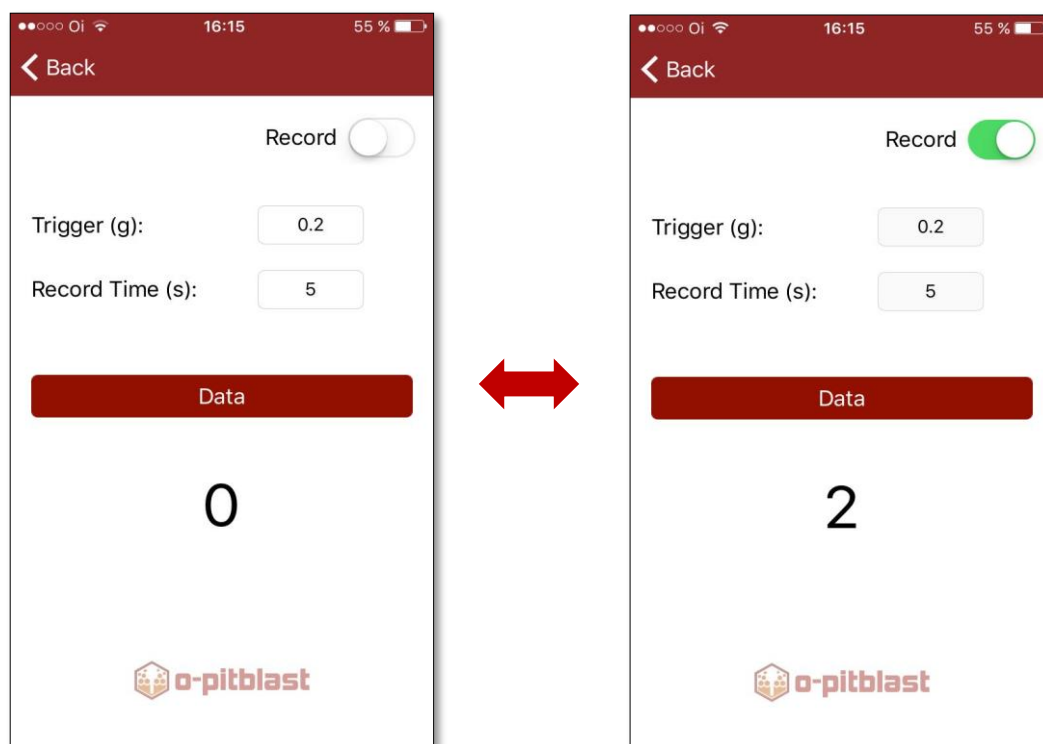 Oi 16:15 55 %
Back
Record
Trigger (g): 0.2
Record Time (s): 5
Data
0
o-pitblast
Oi 16:15 55 %
Back
Record
Trigger (g): 0.2
Record Time (s): 5
Data
2
o-pitblast